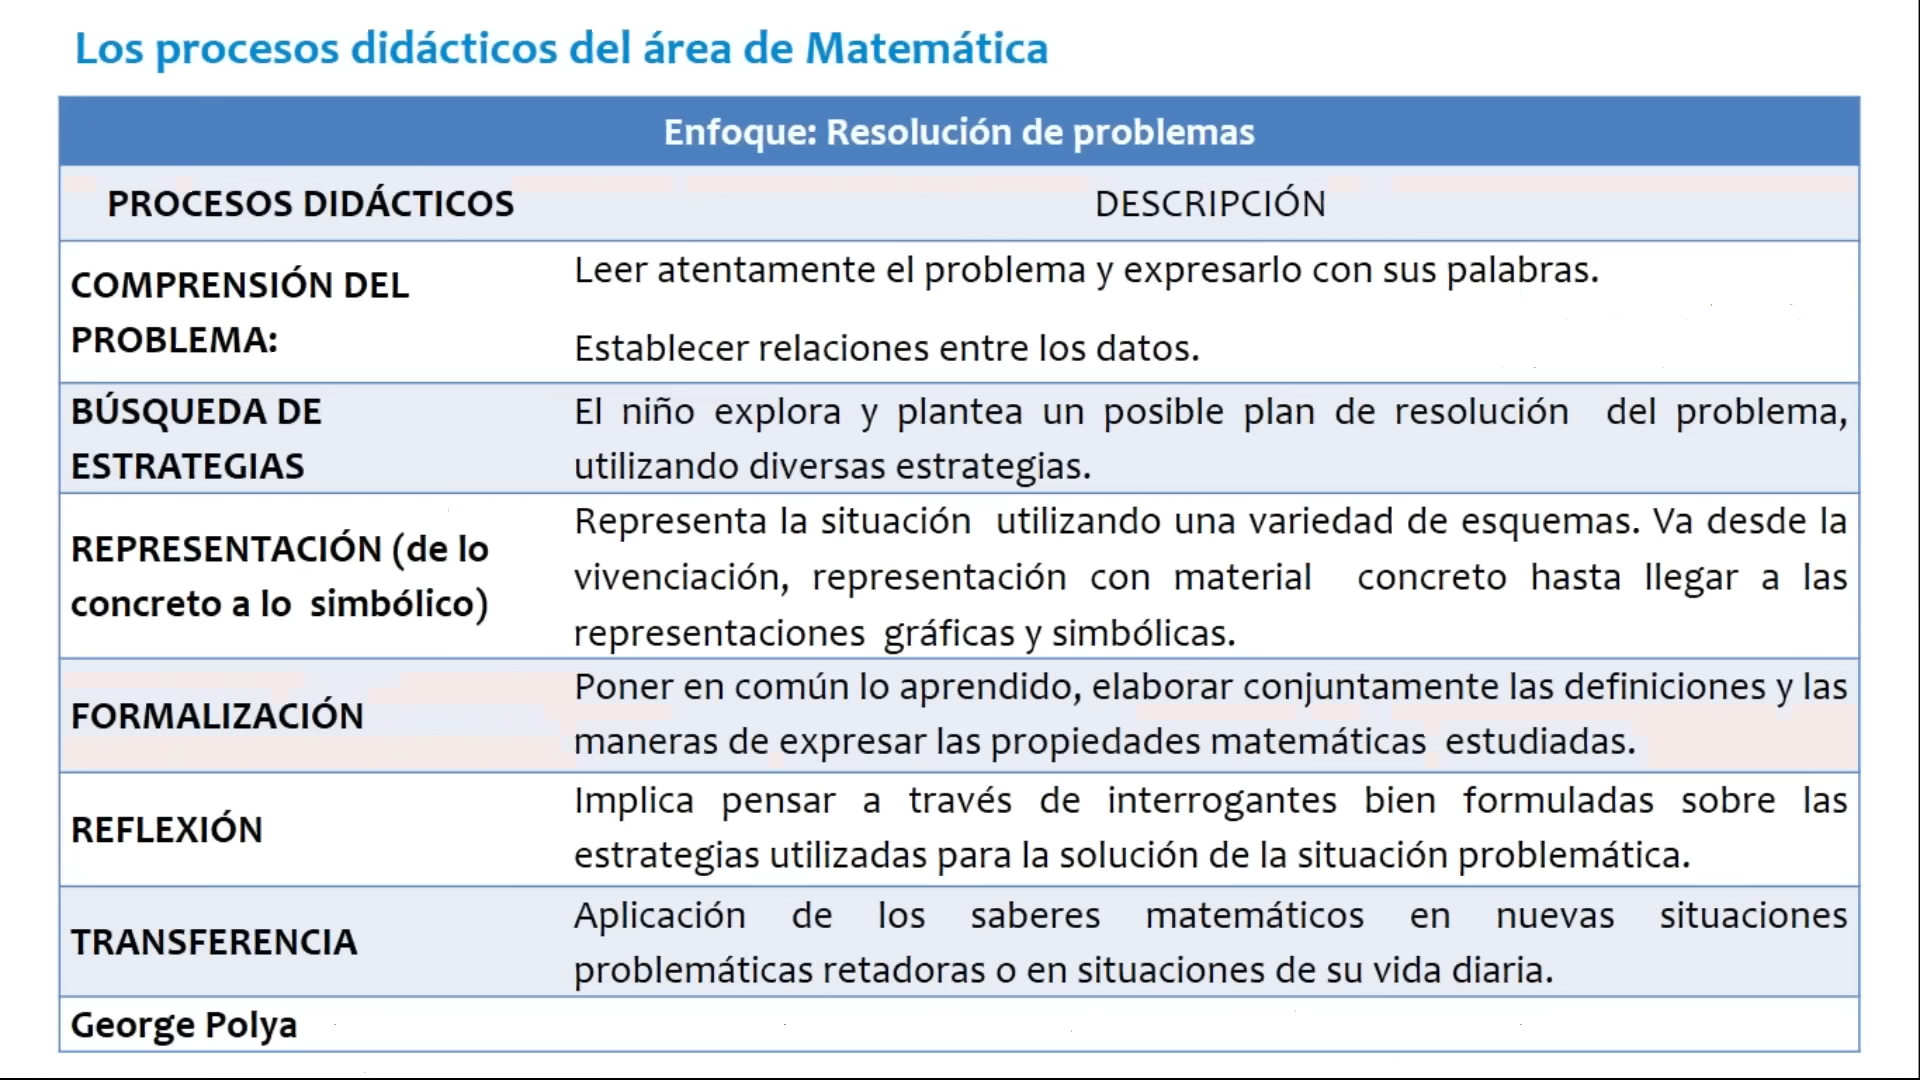 Los procesos didácticos del área de Matemática
Enfoque: Resolución de problemas
PROCESOS DIDÁCTICOS
DESCRIPCIÓN
COMPRENSIÓN DEL
PROBLEMA:
Leer atentamente el problema y expresarlo con sus palabras.
Establecer relaciones entre los datos.
BÚSQUEDA DE
ESTRATEGIAS
El niño explora y plantea un posible plan de resolución del problema,
utilizando diversas estrategias.
REPRESENTACIÓN (de lo
concreto a lo simbólico)
Representa la situación utilizando una variedad de esquemas. Va desde la
vivenciación, representación con material concreto hasta llegar a las
representaciones gráficas y simbólicas.
FORMALIZACIÓN
Poner en común lo aprendido, elaborar conjuntamente las definiciones y las
maneras de expresar las propiedades matemáticas estudiadas.
REFLEXIÓN
Implica pensar a través de interrogantes bien formuladas sobre las
estrategias utilizadas para la solución de la situación problemática.
TRANSFERENCIA
Aplicación de los saberes matemáticos en nuevas situaciones
problemáticas retadoras o en situaciones de su vida diaria.
George Polya